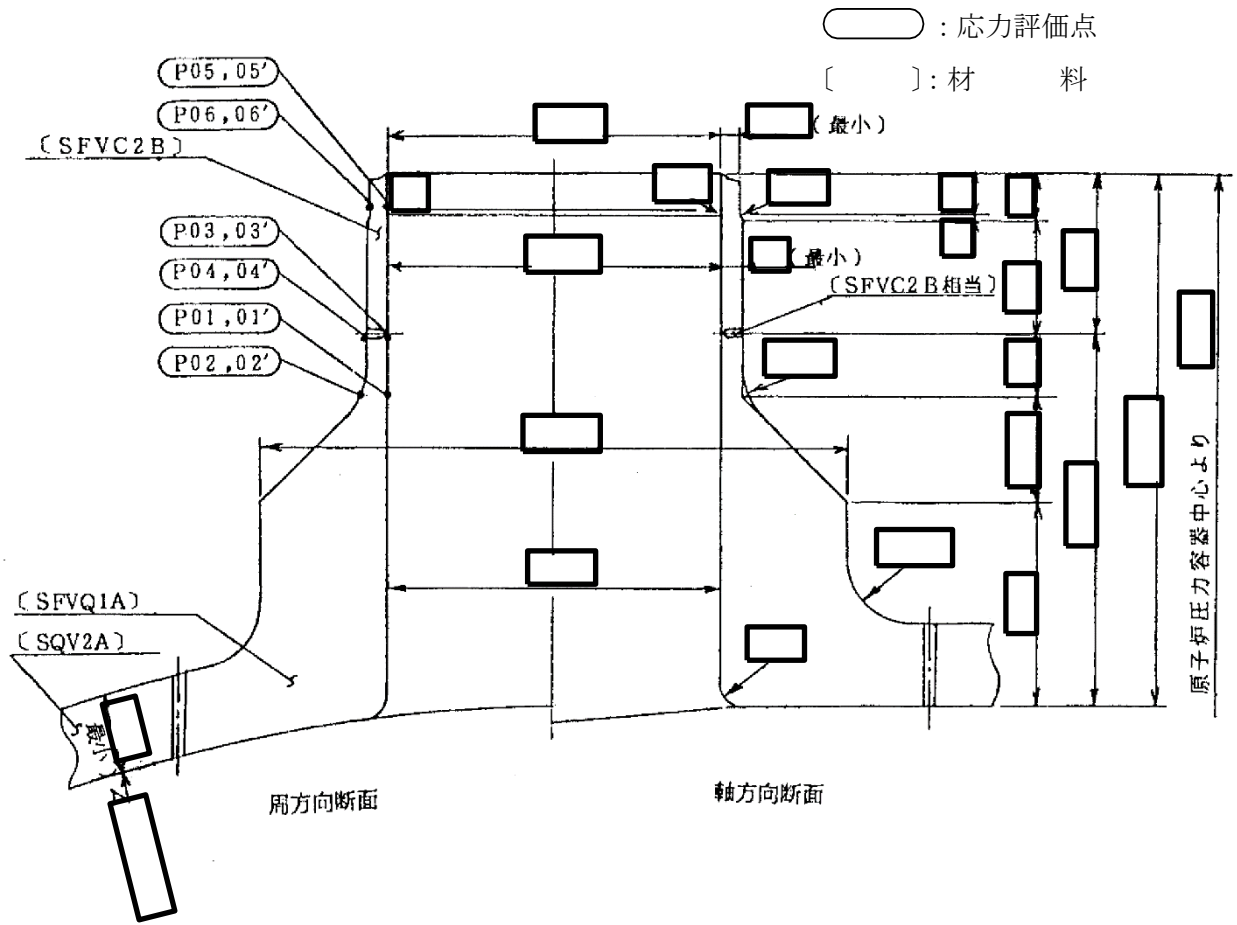 ：応力評価点
〔　　　〕：材　　料
P05,05′
P06,06′
〔SFVC2B〕
(最小)
P03,03′
P04,04′
P01,01′
P02,02′
(最小)
〔SFVC2B相当〕
原子炉圧力容器中心より
〔SFVQ1A〕
〔SQV2A〕
最小
周方向断面
軸方向断面